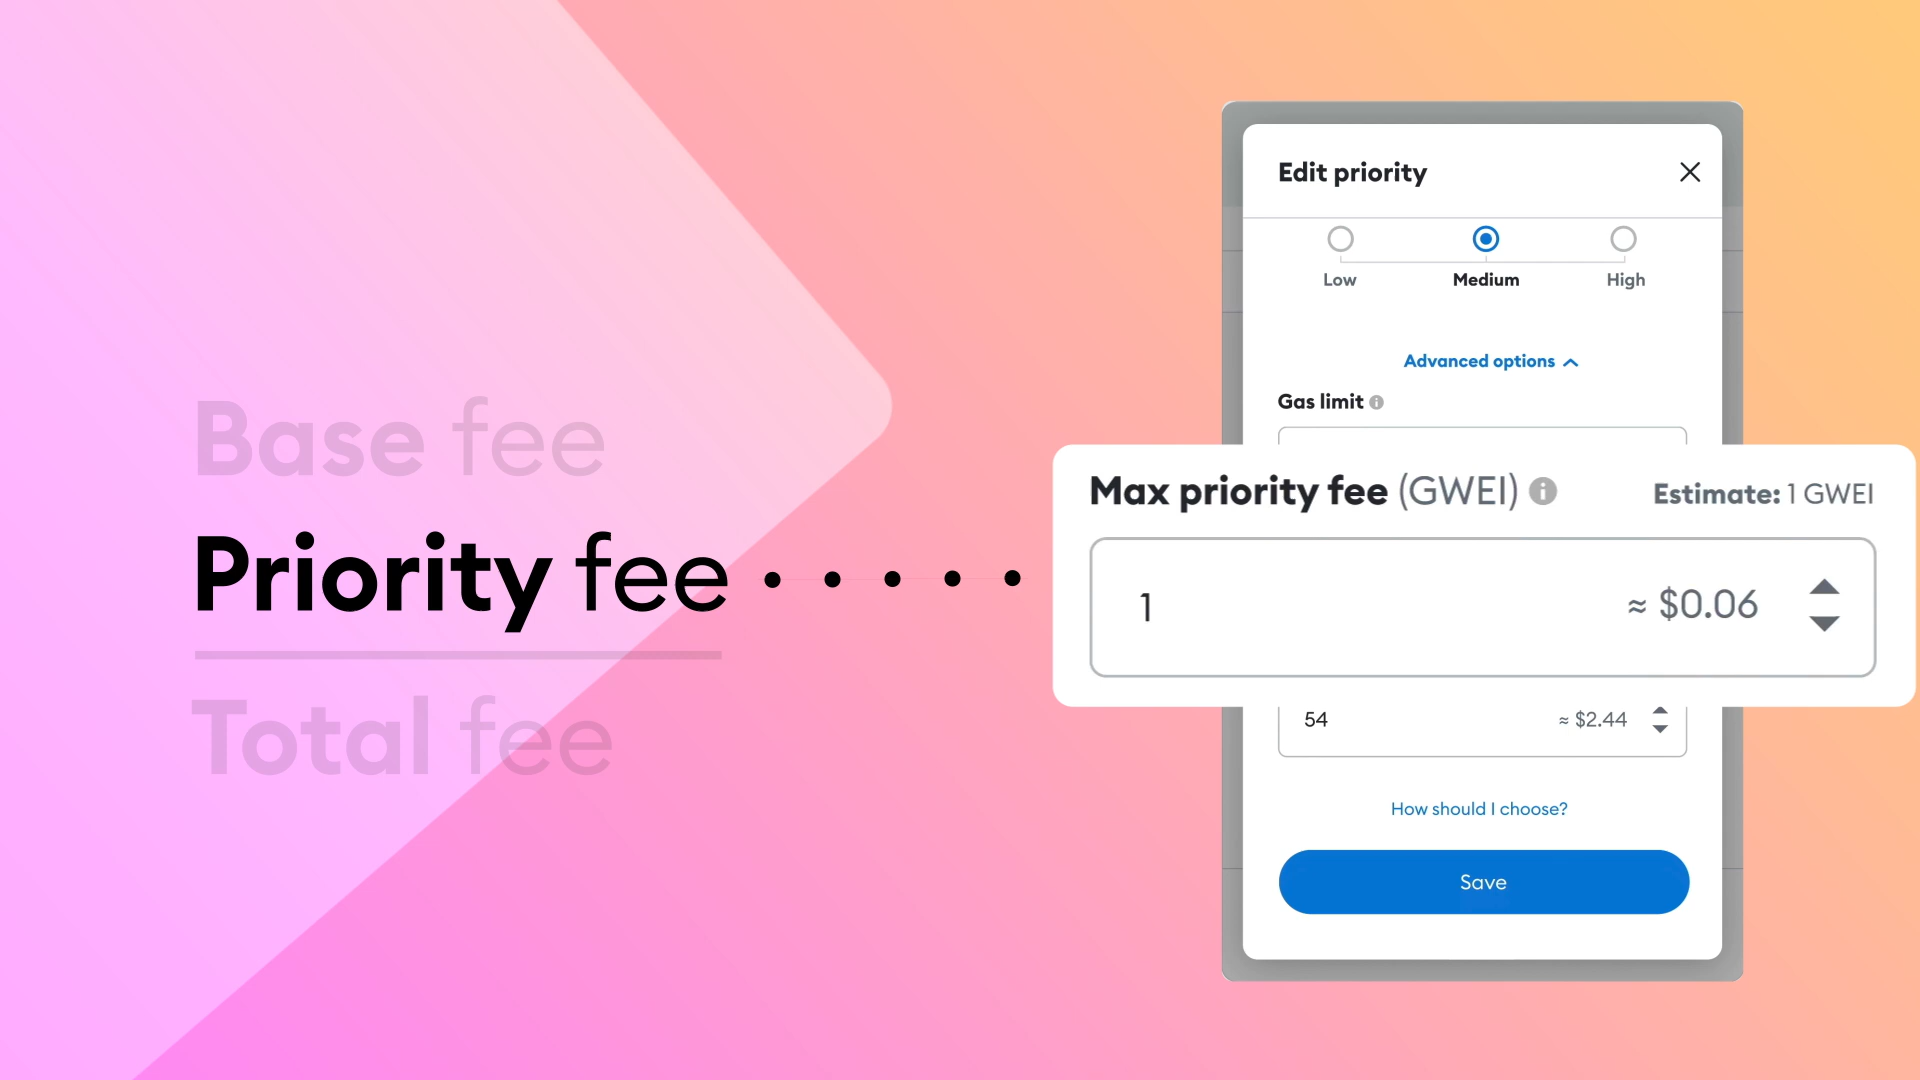 Base fee
Priority fee
Total fee
Edit priority
Low Medium High
Advanced options
Gas limit
Max priority fee (GWEI) Estimate: 1 GWEI
1 ≈ $0.06
54 ≈ $2.44
How should I choose?
Save